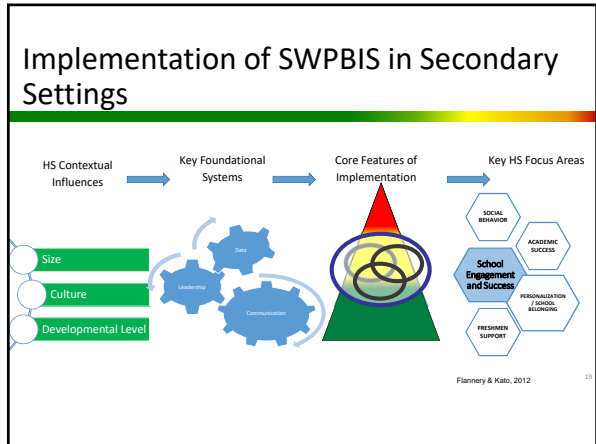 Implementation of SWPBIS in Secondary
Settings
HS Contextual
Influences
Key Foundational
Systems
Core Features of
Implementation
Key HS Focus Areas
Size
Culture
Developmental Level
Data
Leadership
Communication
SOCIAL
BEHAVIOR
ACADEMIC
SUCCESS
School
Engagement
and Success
PERSONALIZATION
/ SCHOOL
BELONGING
FRESHMEN
SUPPORT
Flannery & Kato, 2012
19